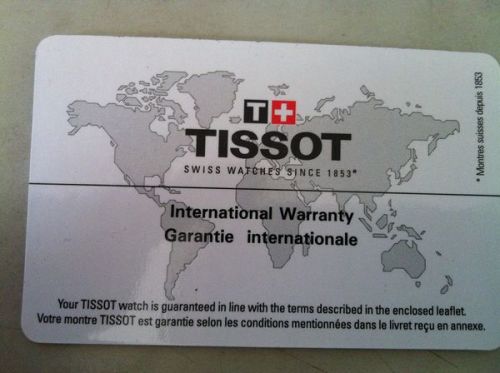 T+
TISSOT
SWISS WATCHES SINCE 1853*
International Warranty
Garantie internationale
Your TISSOT watch is guaranteed in line with the terms described in the enclosed leaflet.
Votre montre TISSOT est garantie selon les conditions mentionnées dans le livret reçu en annexe.
* Montres suisses depuis 1853